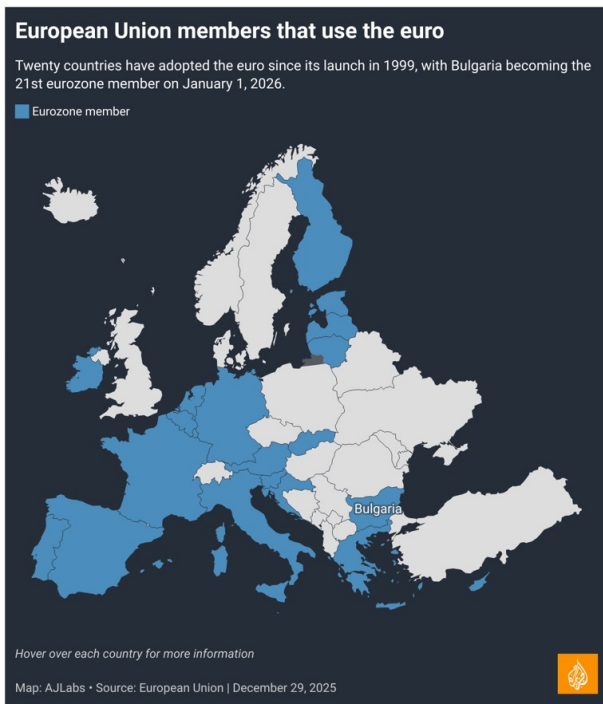 European Union members that use the euro
Twenty countries have adopted the euro since its launch in 1999, with Bulgaria becoming the
21st eurozone member on January 1, 2026.
Eurozone member
Bulgaria
Hover over each country for more information
Map: AJLabs • Source: European Union | December 29, 2025